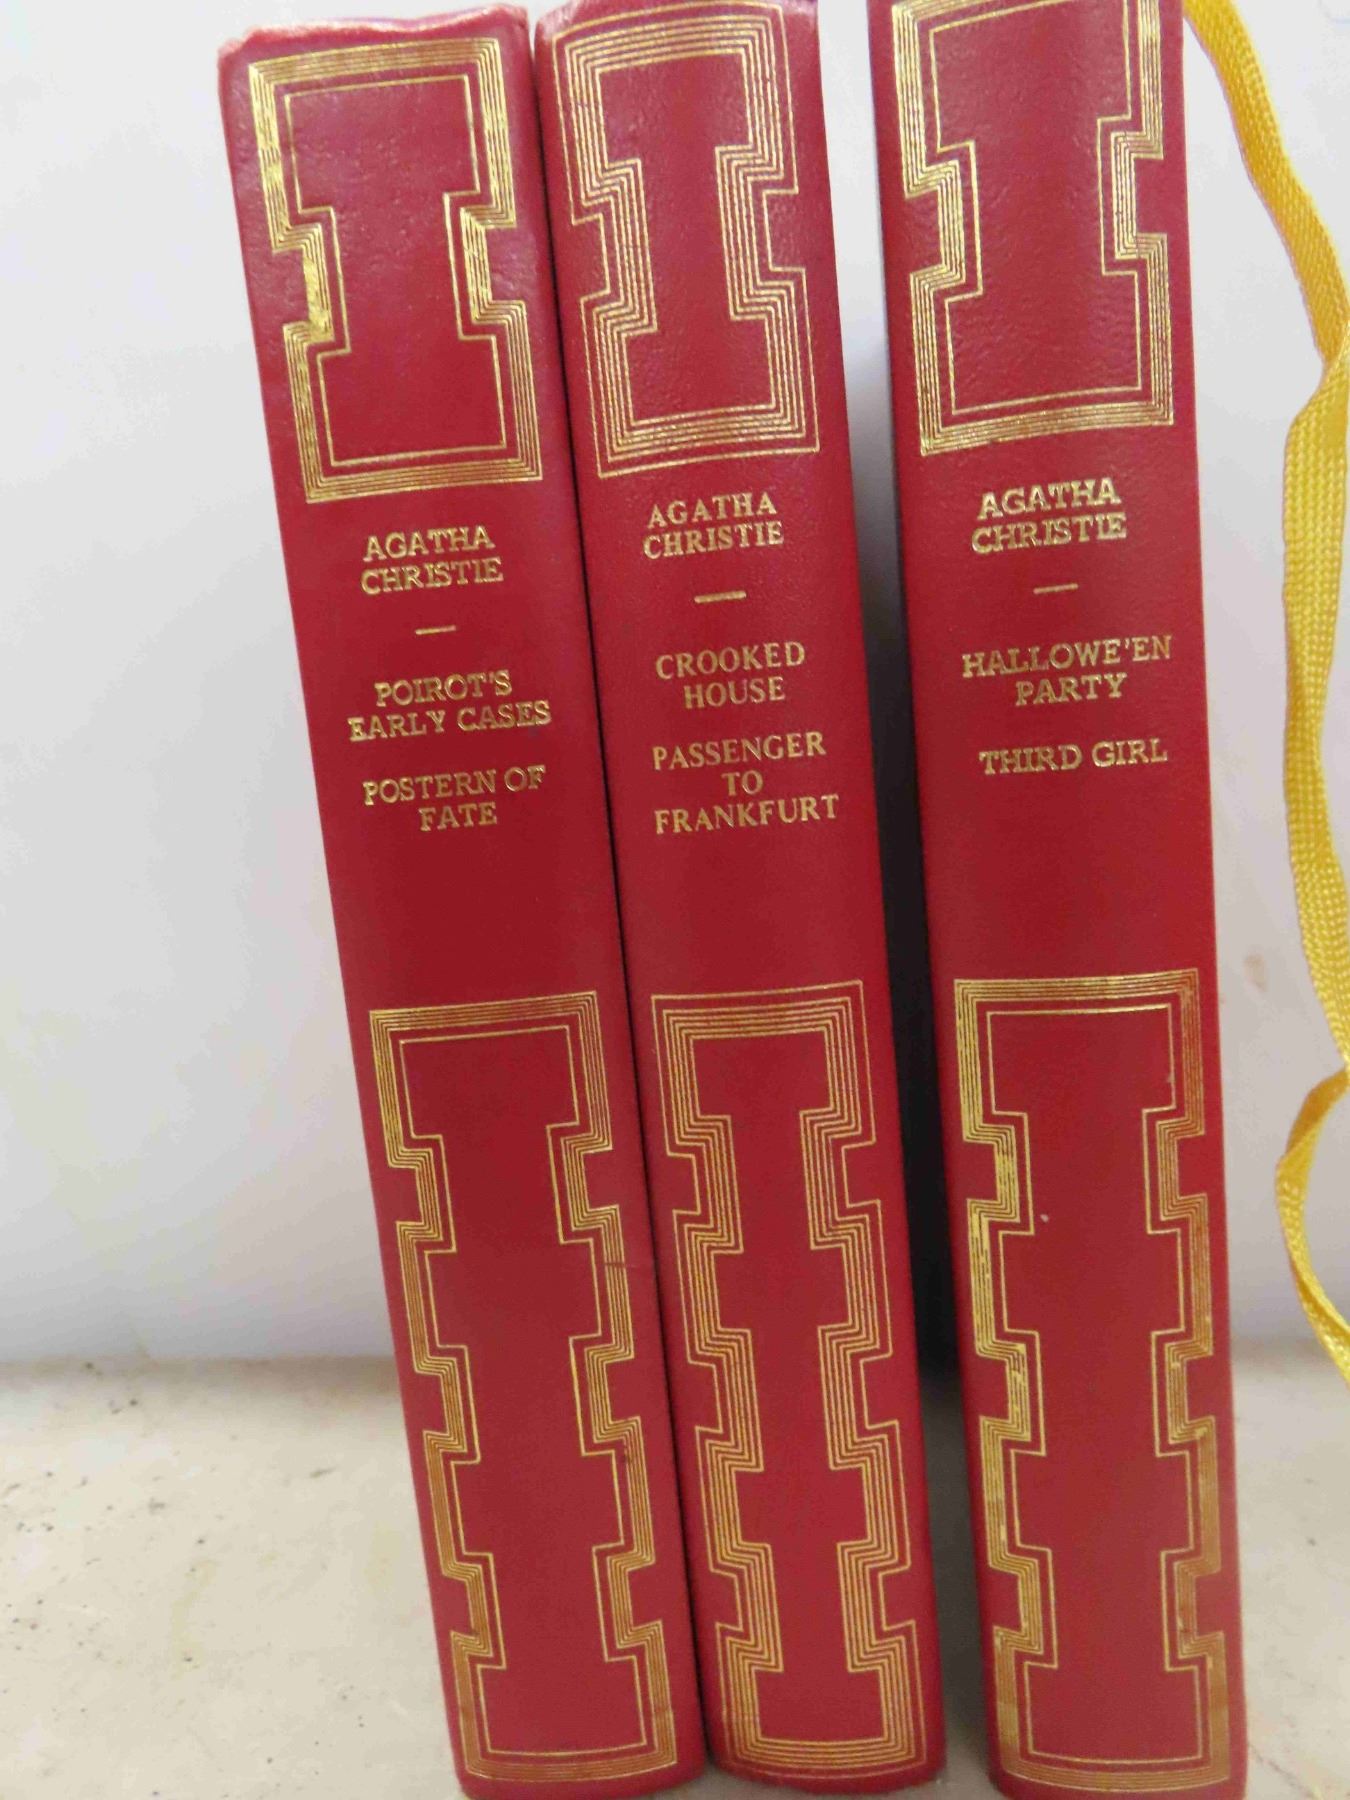 AGATHA
CHRISTIE
POIROT'S
EARLY CASES
POSTERN OF
FATE
AGATHA
CHRISTIE
CROOKED
HOUSE
PASSENGER
TO
FRANKFURT
AGATHA
CHRISTIE
HALLOWE'EN
PARTY
THIRD GIRL